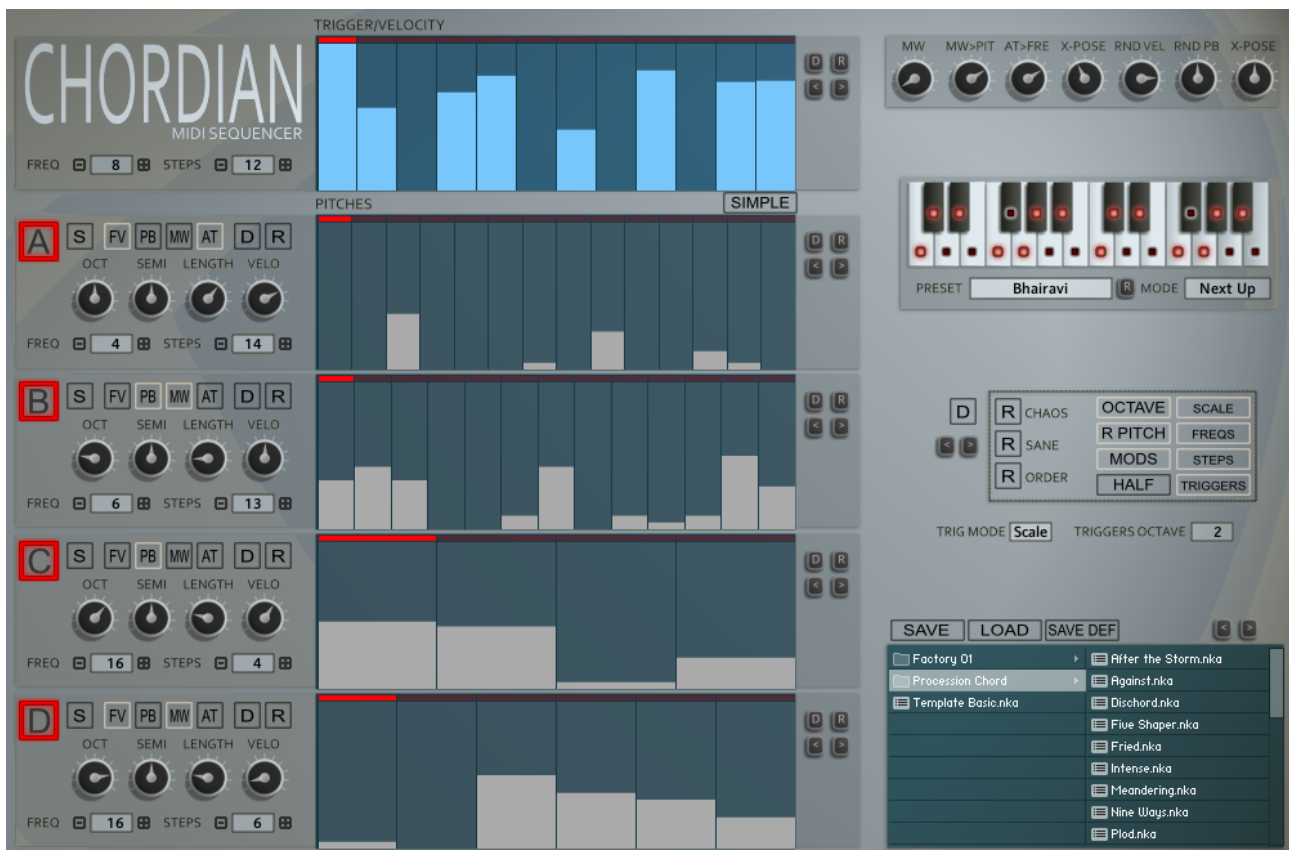 TRIGGER/VELOCITY
CHORDIAN
MIDI SEQUENCER
FREQ 8 STEPS 12
D R
< >
MW MW>PIT AT>FRE X-POSE RND VEL RND PB X-POSE
PRESET Bhairavi R MODE Next Up
PITCHES SIMPLE
A S FV PB MW AT D R
OCT SEMI LENGTH VELO
FREQ 4 STEPS 14
D R
< >
B S FV PB MW AT D R
OCT SEMI LENGTH VELO
FREQ 6 STEPS 13
D R
< >
C S FV PB MW AT D R
OCT SEMI LENGTH VELO
FREQ 16 STEPS 4
D R
< >
D S FV PB MW AT D R
OCT SEMI LENGTH VELO
FREQ 16 STEPS 6
D R
< >
D R CHAOS OCTAVE SCALE
< > R SANE R PITCH FREQS
MODS STEPS
R ORDER HALF TRIGGERS
TRIG MODE Scale TRIGGERS OCTAVE 2
SAVE LOAD SAVE DEF < >
Factory 01
Procession Chord
Template Basic.nka
After the Storm.nka
Against.nka
Dischord.nka
Five Shaper.nka
Fried.nka
Intense.nka
Meandering.nka
Nine Ways.nka
Plod.nka